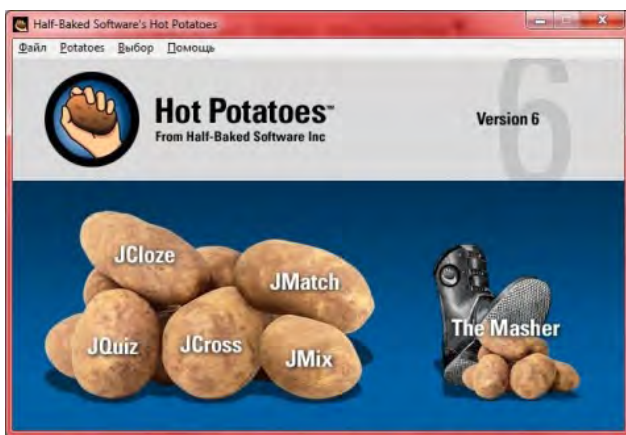 Half-Baked Software's Hot Potatoes
Файл Potatoes Выбор Помощь
Hot Potatoes™
From Half-Baked Software Inc
Version 6
6
JCloze
JMatch
JQuiz
JCross
JMix
The Masher